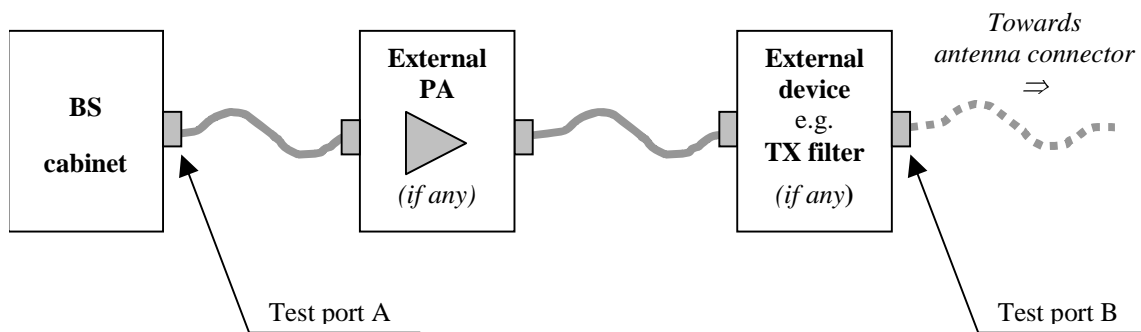 BS
cabinet
External
PA
(if any)
External
device
e.g.
TX filter
(if any)
Towards
antenna connector
⇒
Test port A
Test port B